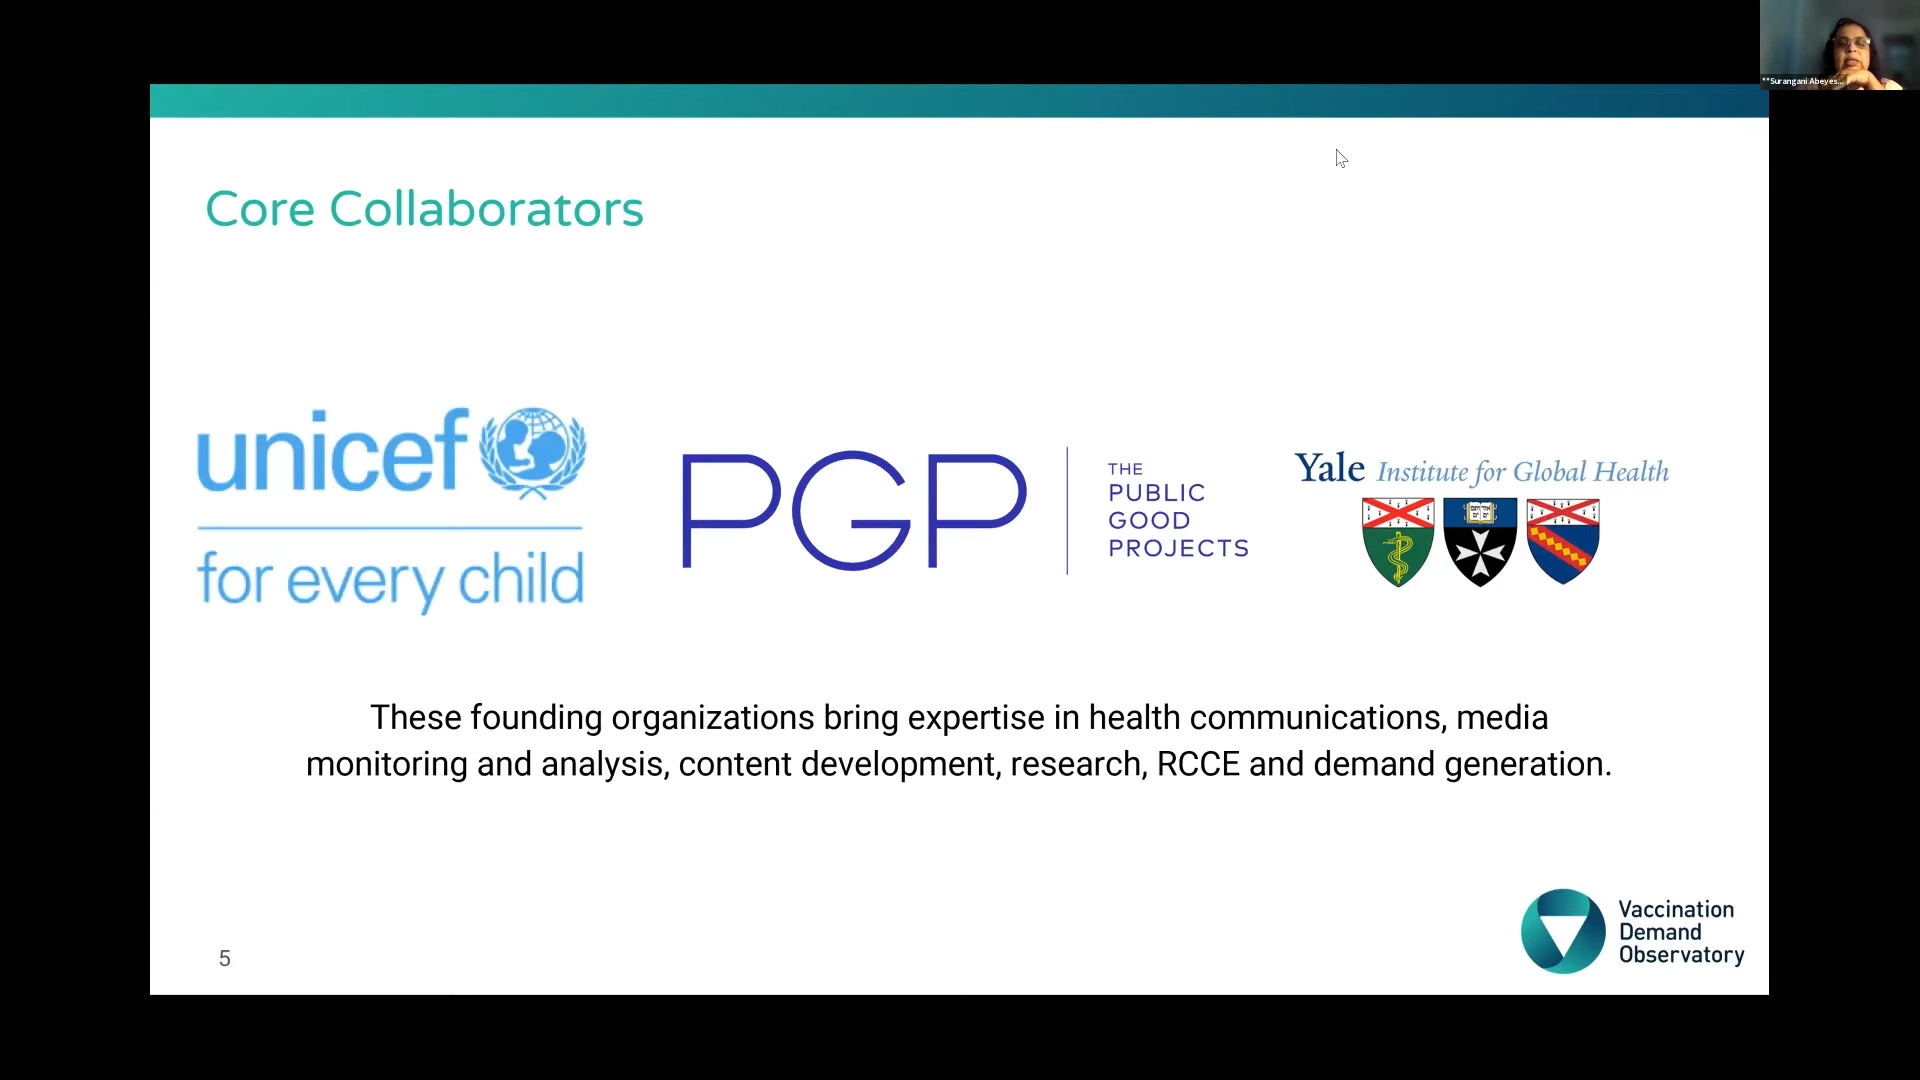 **Surangani Abeyes...
Core Collaborators
unicef
for every child
PGP
THE
PUBLIC
GOOD
PROJECTS
Yale Institute for Global Health
These founding organizations bring expertise in health communications, media
monitoring and analysis, content development, research, RCCE and demand generation.
5
Vaccination
Demand
Observatory